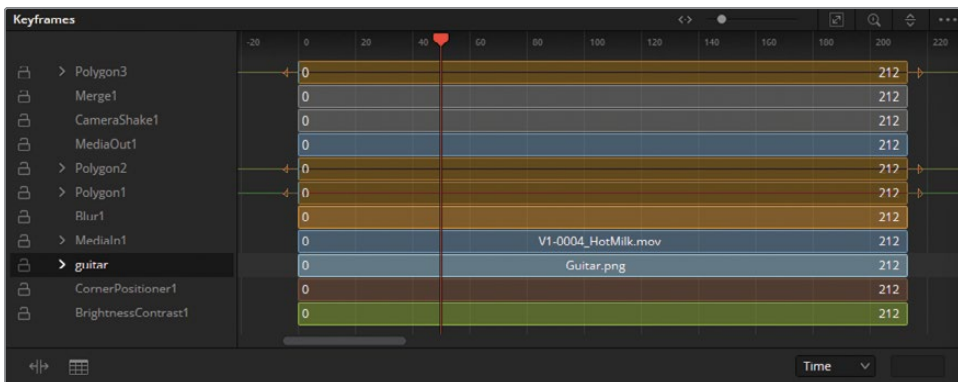 Keyframes
-20 0 20 40 60 80 100 120 140 160 180 200 220
Polygon3 0 212
Merge1 0 212
CameraShake1 0 212
MediaOut1 0 212
Polygon2 0 212
Polygon1 0 212
Blur1 0 212
MediaIn1 0 V1-0004_HotMilk.mov 212
guitar 0 Guitar.png 212
CornerPositioner1 0 212
BrightnessContrast1 0 212
Time